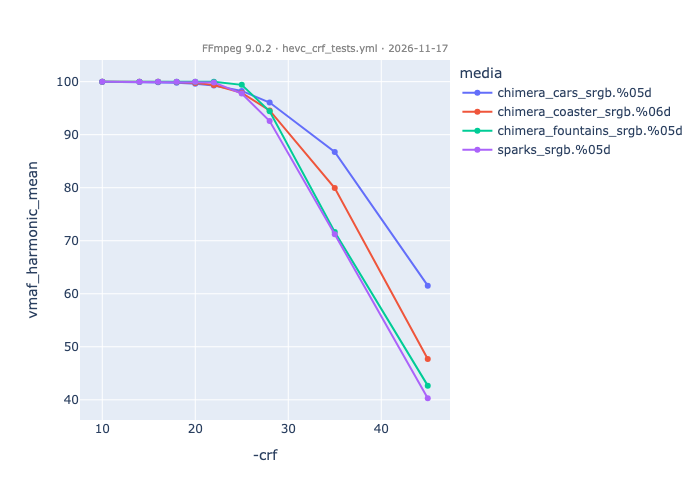 FFmpeg 9.0.2 · hevc_crf_tests.yml · 2026-11-17
media
chimera_cars_srgb.%05d
chimera_coaster_srgb.%06d
chimera_fountains_srgb.%05d
sparks_srgb.%05d
vmaf_harmonic_mean
100
90
80
70
60
50
40
10 20 30 40
-crf